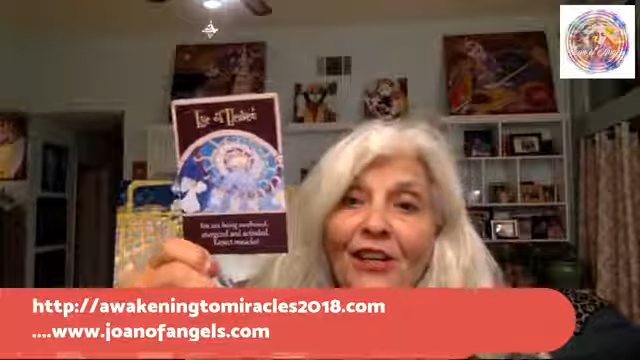 Eye of Heaven
You are being awakened,
energized and activated.
Expect miracles!
http://awakeningtomiracles2018.com
....www.joanofangels.com